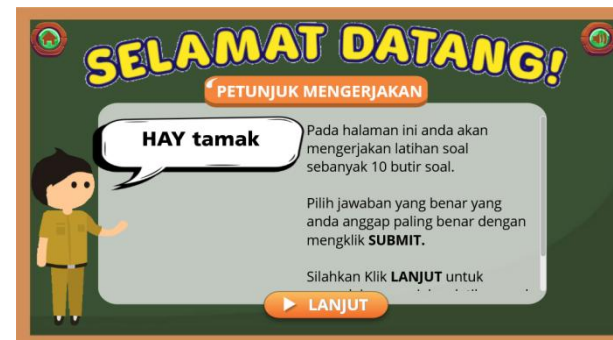 SELAMAT DATANG!
PETUNJUK MENGERJAKAN
HAY tamak
Pada halaman ini anda akan
mengerjakan latihan soal
sebanyak 10 butir soal.
Pilih jawaban yang benar yang
anda anggap paling benar dengan
mengklik SUBMIT.
Silahkan Klik LANJUT untuk
LANJUT